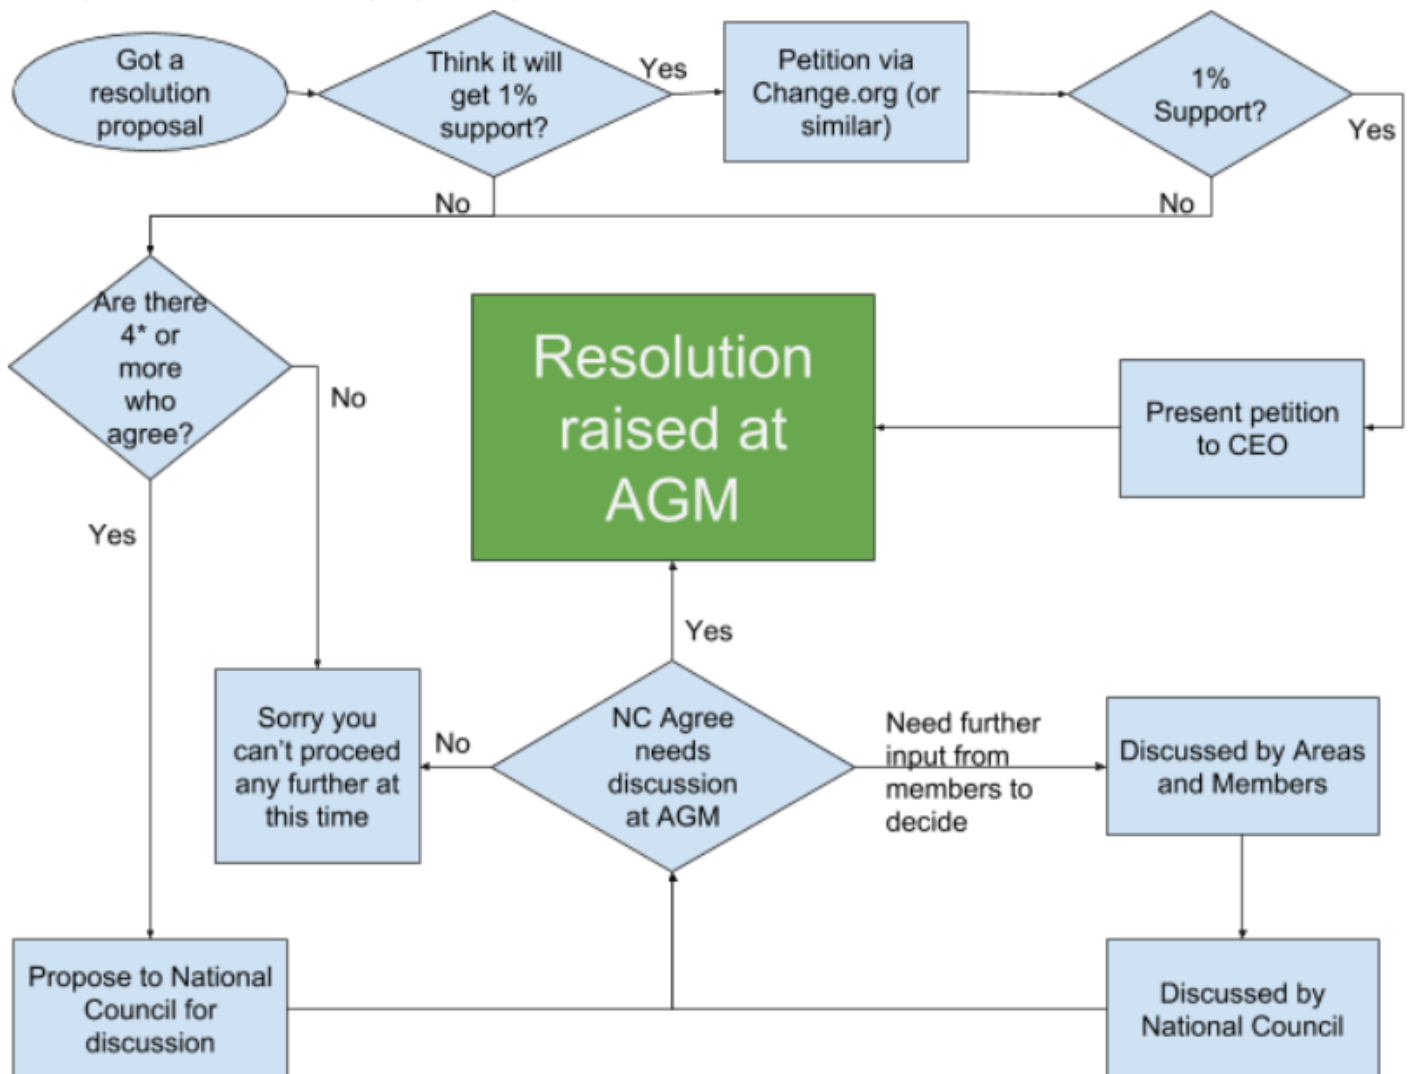 Got a
resolution
proposal
Think it will
get 1%
support?
Yes
Petition via
Change.org (or
similar)
1%
Support?
Yes
No
No
Are there
4* or
more
who
agree?
No
Yes
Resolution
raised at
AGM
Present petition
to CEO
Yes
Sorry you
can't proceed
any further at
this time
No
NC Agree
needs
discussion
at AGM
Need further
input from
members to
decide
Discussed by Areas
and Members
Propose to National
Council for
discussion
Discussed by
National Council